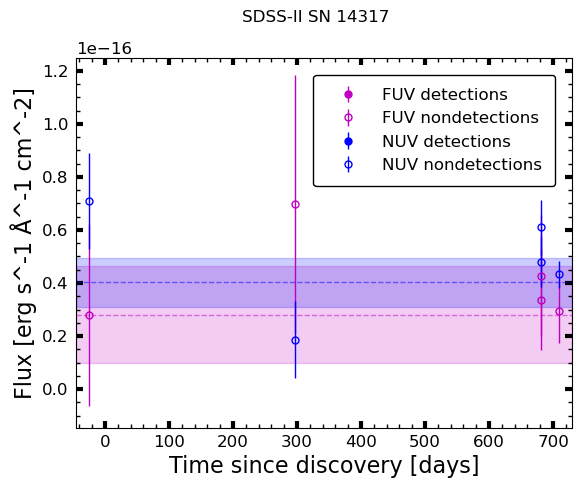 SDSS-II SN 14317
1e−16
1.2
1.0
0.8
0.6
0.4
0.2
0.0
Flux [erg s^-1 Å^-1 cm^-2]
FUV detections
FUV nondetections
NUV detections
NUV nondetections
0 100 200 300 400 500 600 700
Time since discovery [days]